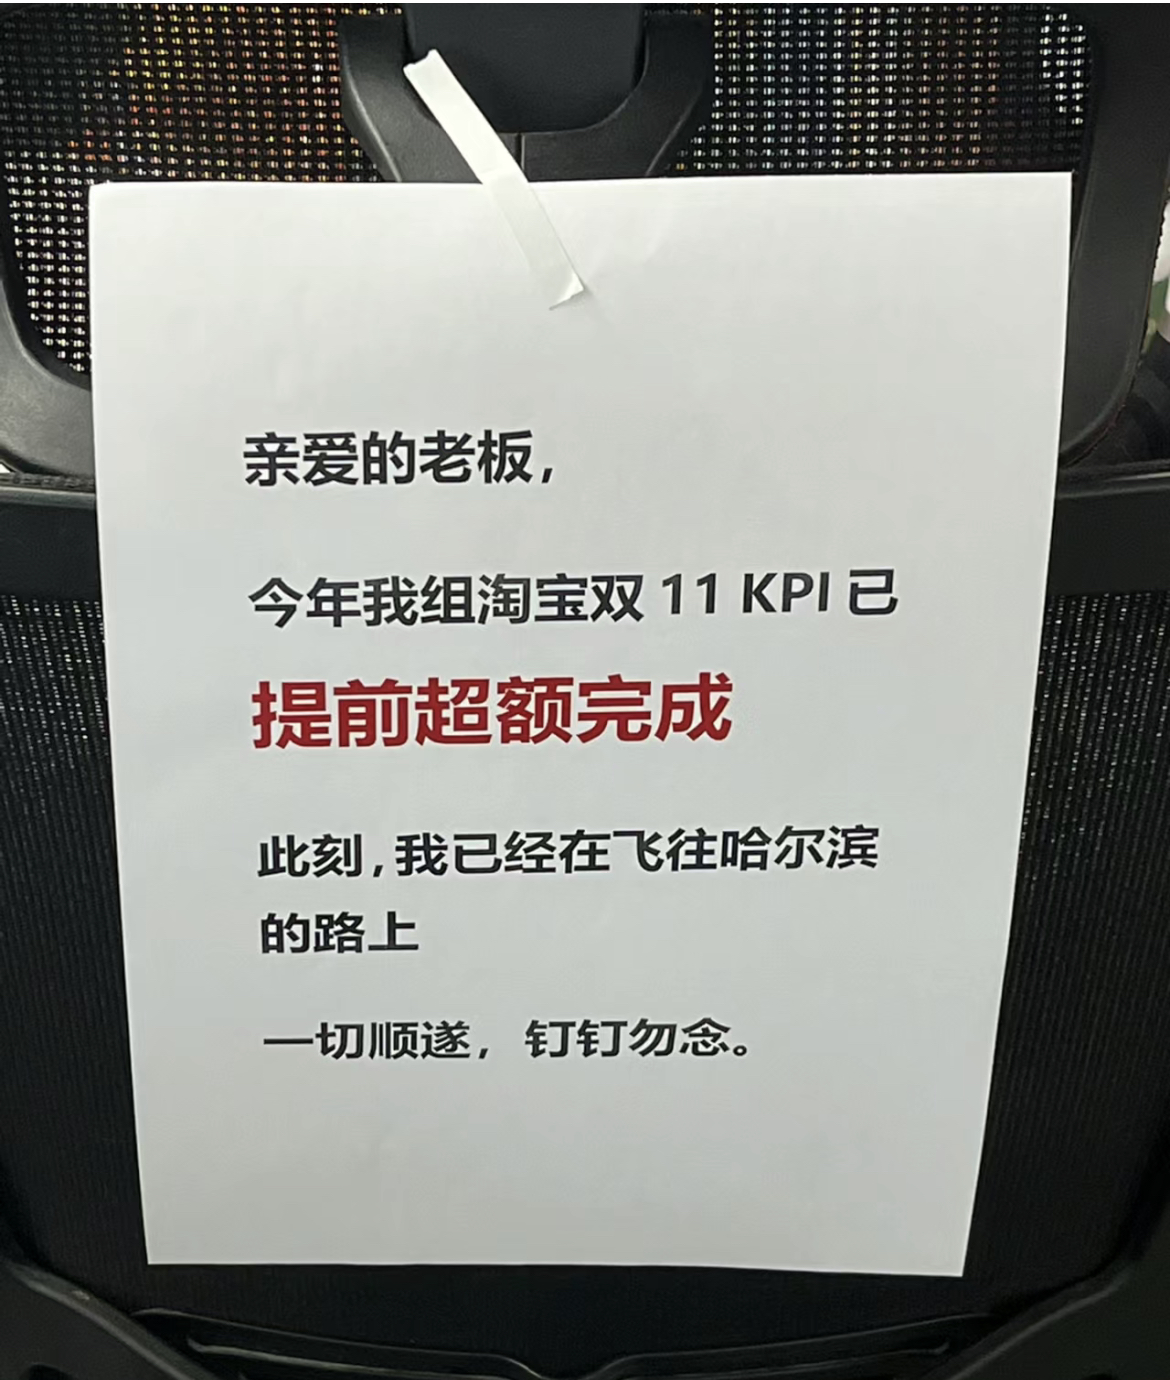 亲爱的老板，
今年我组淘宝双 11 KPI 已
提前超额完成
此刻，我已经在飞往哈尔滨
的路上
一切顺遂，钉钉勿念。